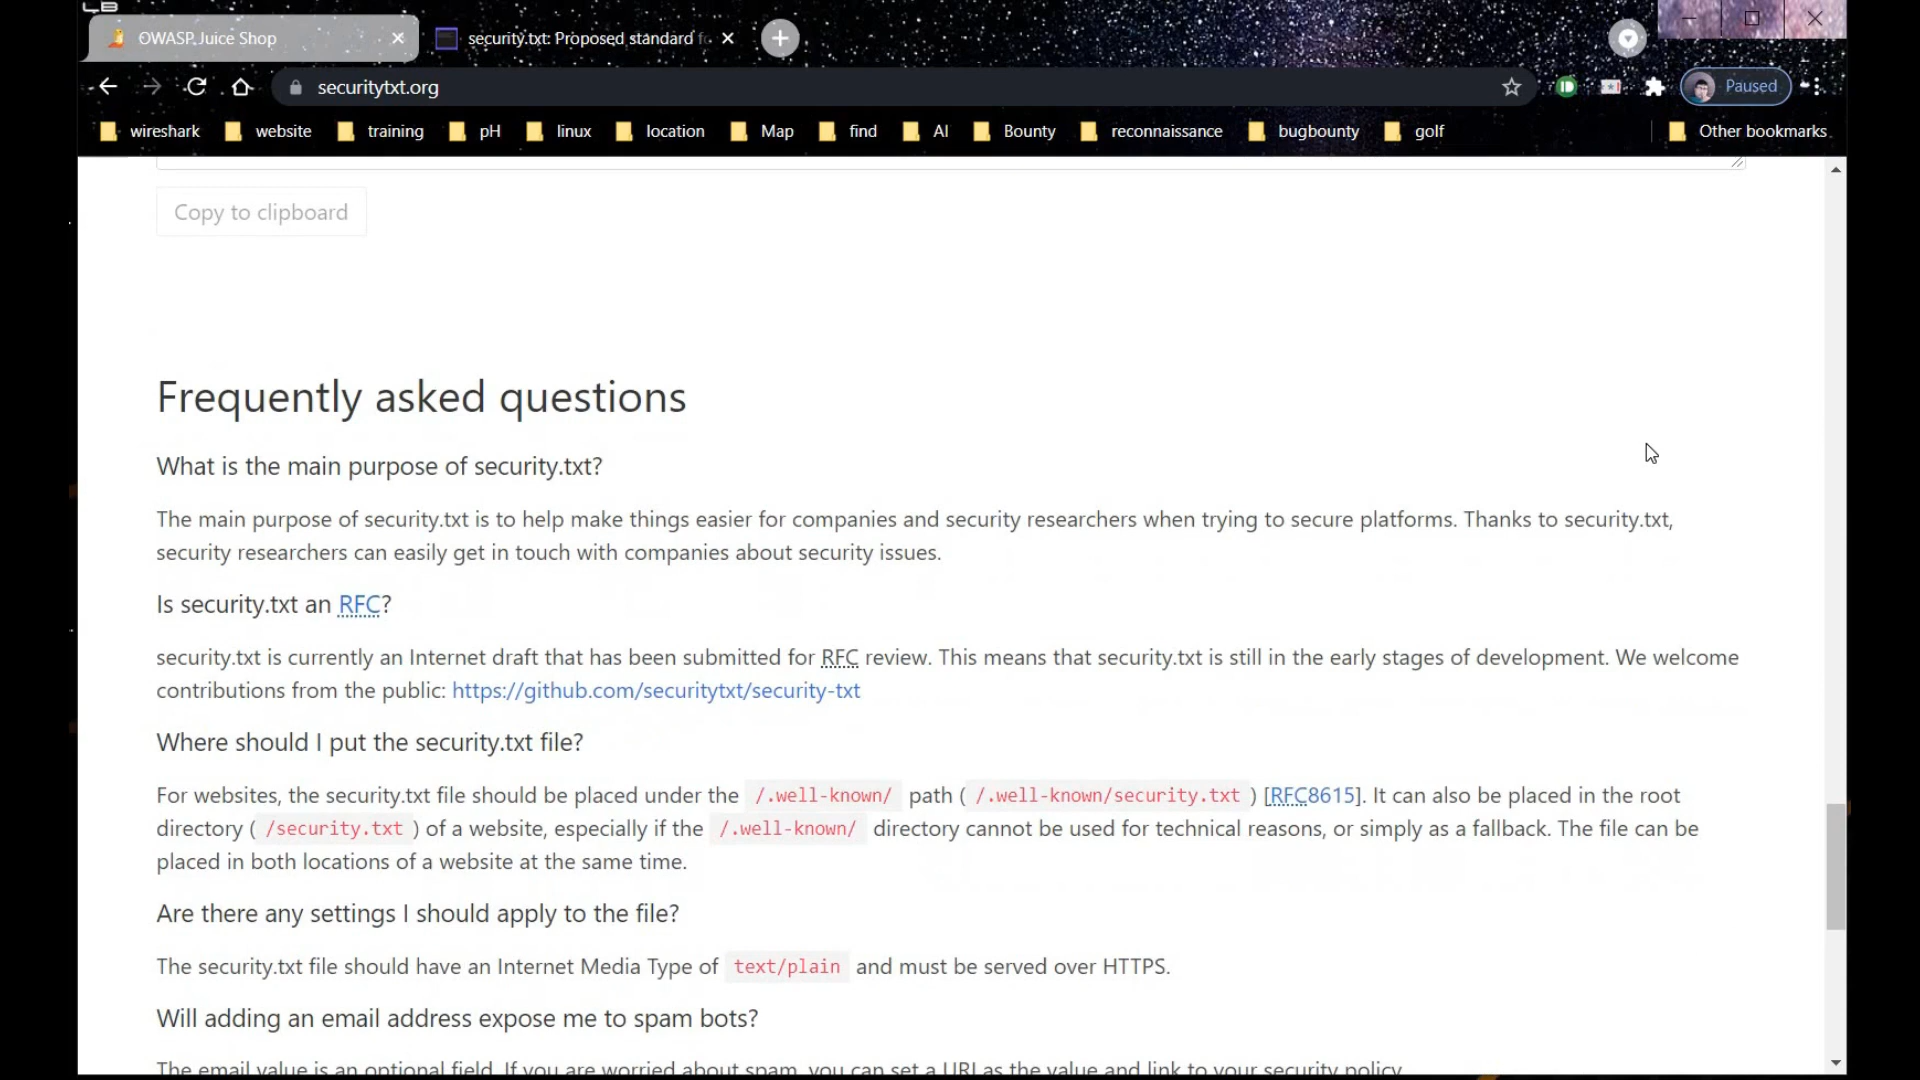 OWASP Juice Shop
security.txt: Proposed standard f
securitytxt.org
Paused
wireshark website training pH linux location Map find AI Bounty reconnaissance bugbounty golf Other bookmarks
Copy to clipboard
Frequently asked questions
What is the main purpose of security.txt?
The main purpose of security.txt is to help make things easier for companies and security researchers when trying to secure platforms. Thanks to security.txt,
security researchers can easily get in touch with companies about security issues.
Is security.txt an RFC?
security.txt is currently an Internet draft that has been submitted for RFC review. This means that security.txt is still in the early stages of development. We welcome
contributions from the public: https://github.com/securitytxt/security-txt
Where should I put the security.txt file?
For websites, the security.txt file should be placed under the /.well-known/ path ( /.well-known/security.txt ) [RFC8615]. It can also be placed in the root
directory ( /security.txt ) of a website, especially if the /.well-known/ directory cannot be used for technical reasons, or simply as a fallback. The file can be
placed in both locations of a website at the same time.
Are there any settings I should apply to the file?
The security.txt file should have an Internet Media Type of text/plain and must be served over HTTPS.
Will adding an email address expose me to spam bots?
The email value is an optional field. If you are worried about spam, you can set a URI as the value and link to your security policy.